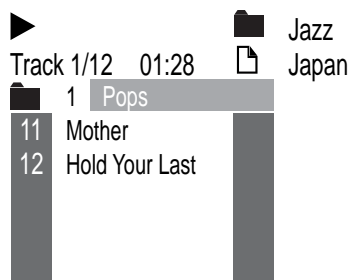 Jazz
Track 1/12 01:28 Japan
1 Pops
11 Mother
12 Hold Your Last